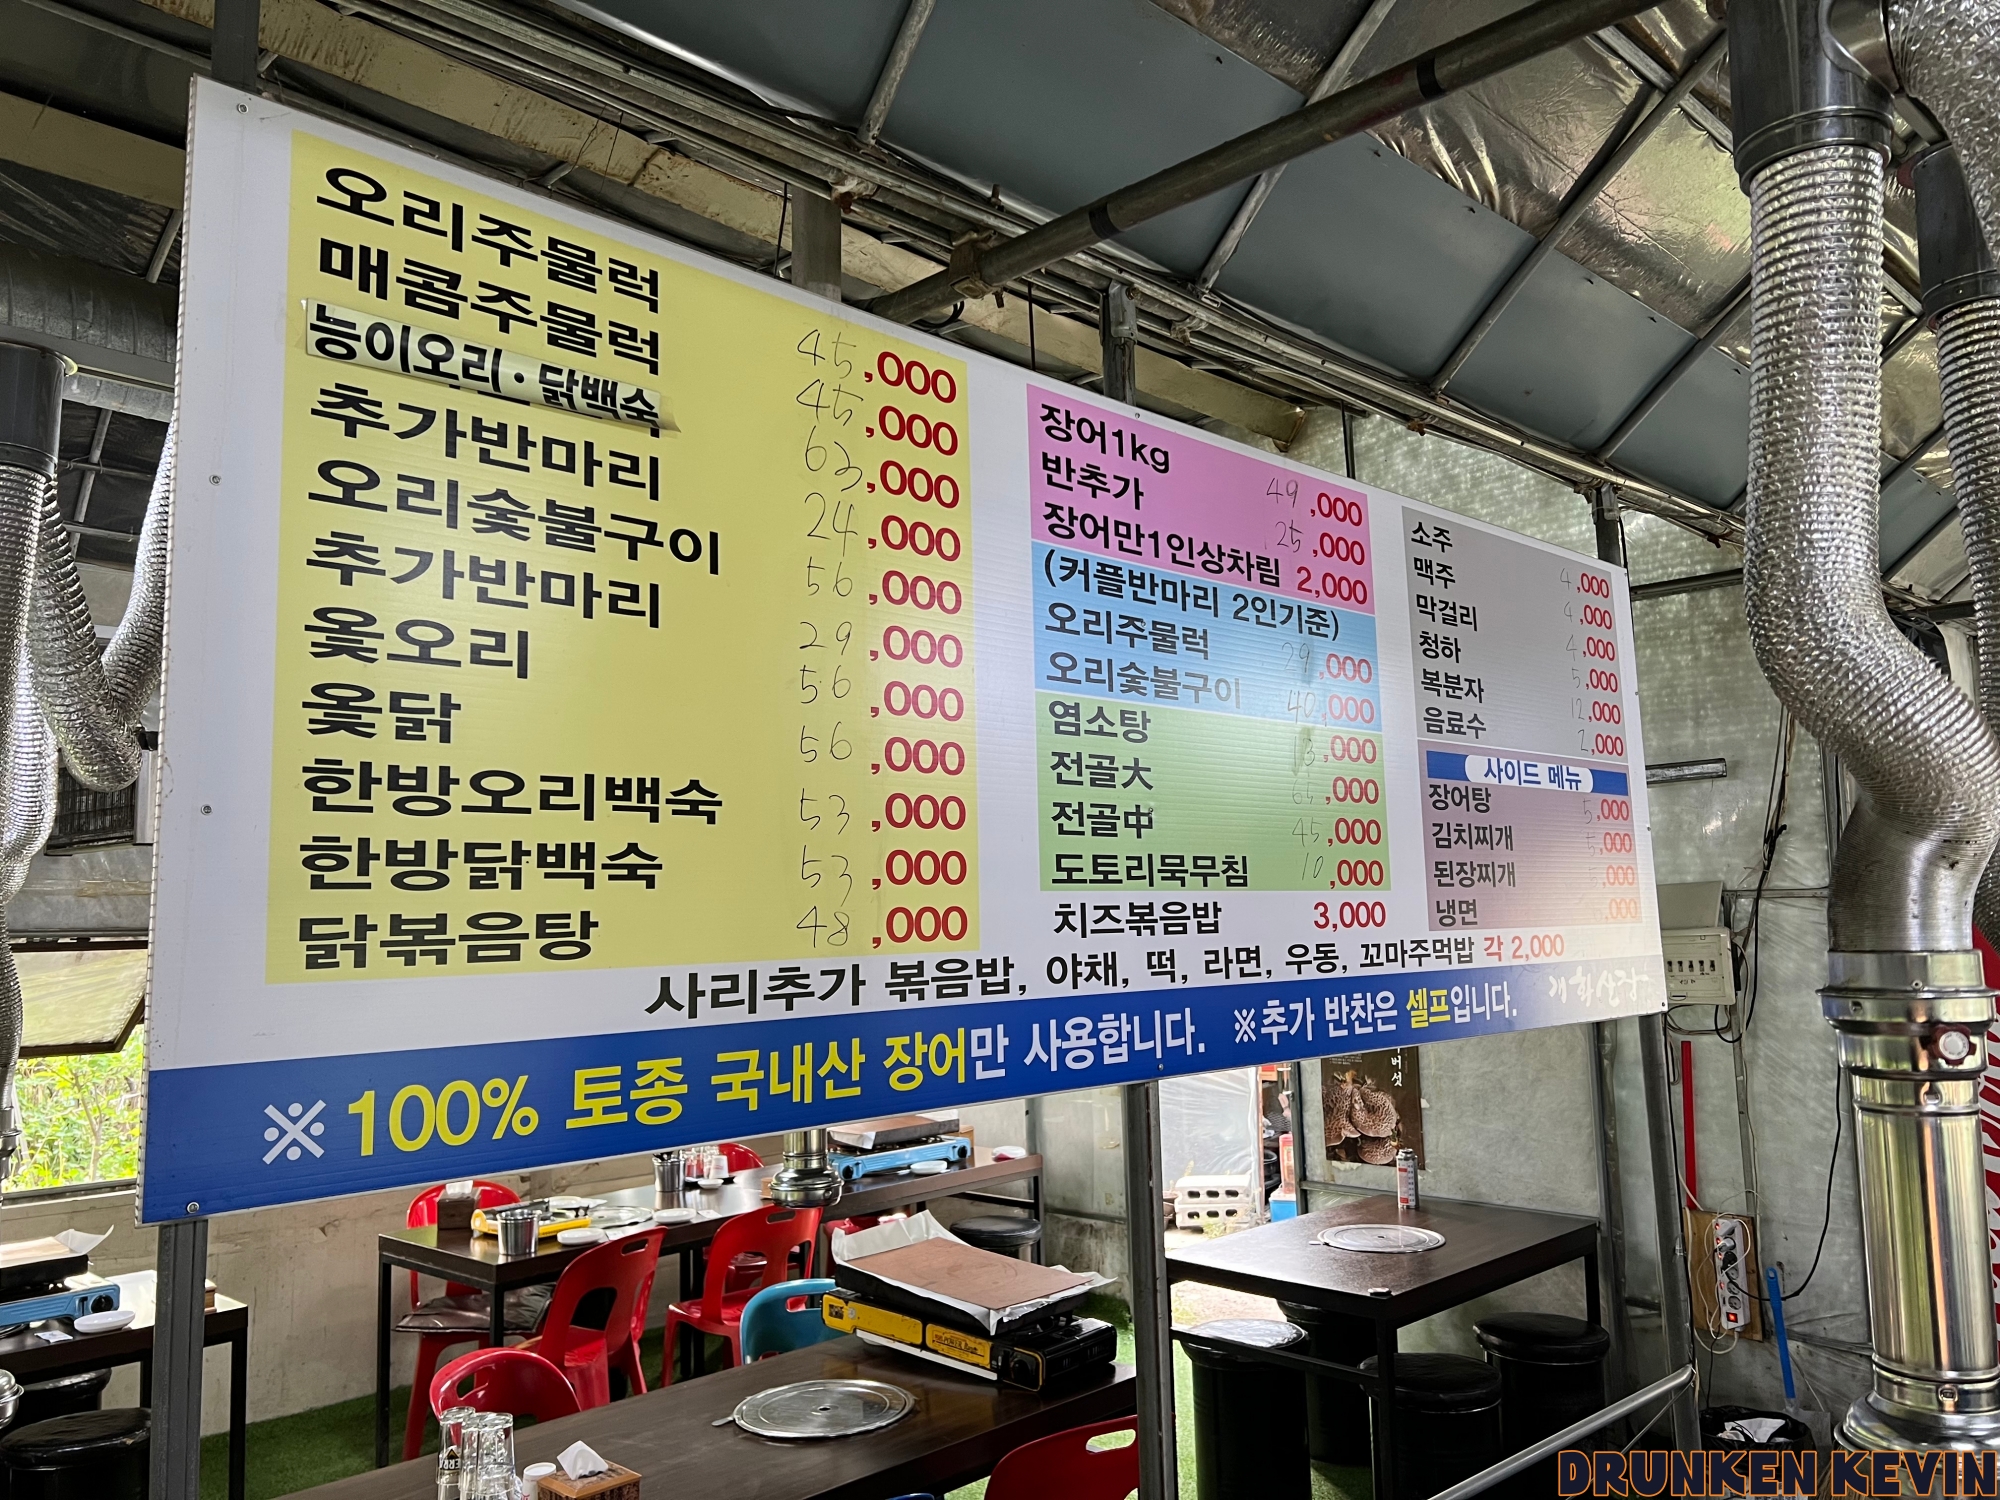 오리주물럭 45,000
매콤주물럭 45,000
능이오리·닭백숙 63,000
추가반마리 24,000
오리숯불구이 56,000
추가반마리 29,000
옻오리 56,000
옻닭 56,000
한방오리백숙 53,000
한방닭백숙 53,000
닭볶음탕 48,000
장어1kg 49,000
반추가 25,000
장어만1인상차림 2,000
(커플반마리 2인기준)
오리주물럭 29,000
오리숯불구이 40,000
염소탕 13,000
전골大 65,000
전골中 45,000
도토리묵무침 10,000
치즈볶음밥 3,000
소주 4,000
맥주 4,000
막걸리 4,000
청하 5,000
복분자 12,000
음료수 2,000
사이드 메뉴
장어탕 5,000
김치찌개 5,000
된장찌개 ,000
냉면 ,000
사리추가 볶음밥, 야채, 떡, 라면, 우동, 꼬마주먹밥 각 2,000
개화산장
※100% 토종 국내산 장어만 사용합니다. ※추가 반찬은 셀프입니다.
버섯
DRUNKEN KEVIN